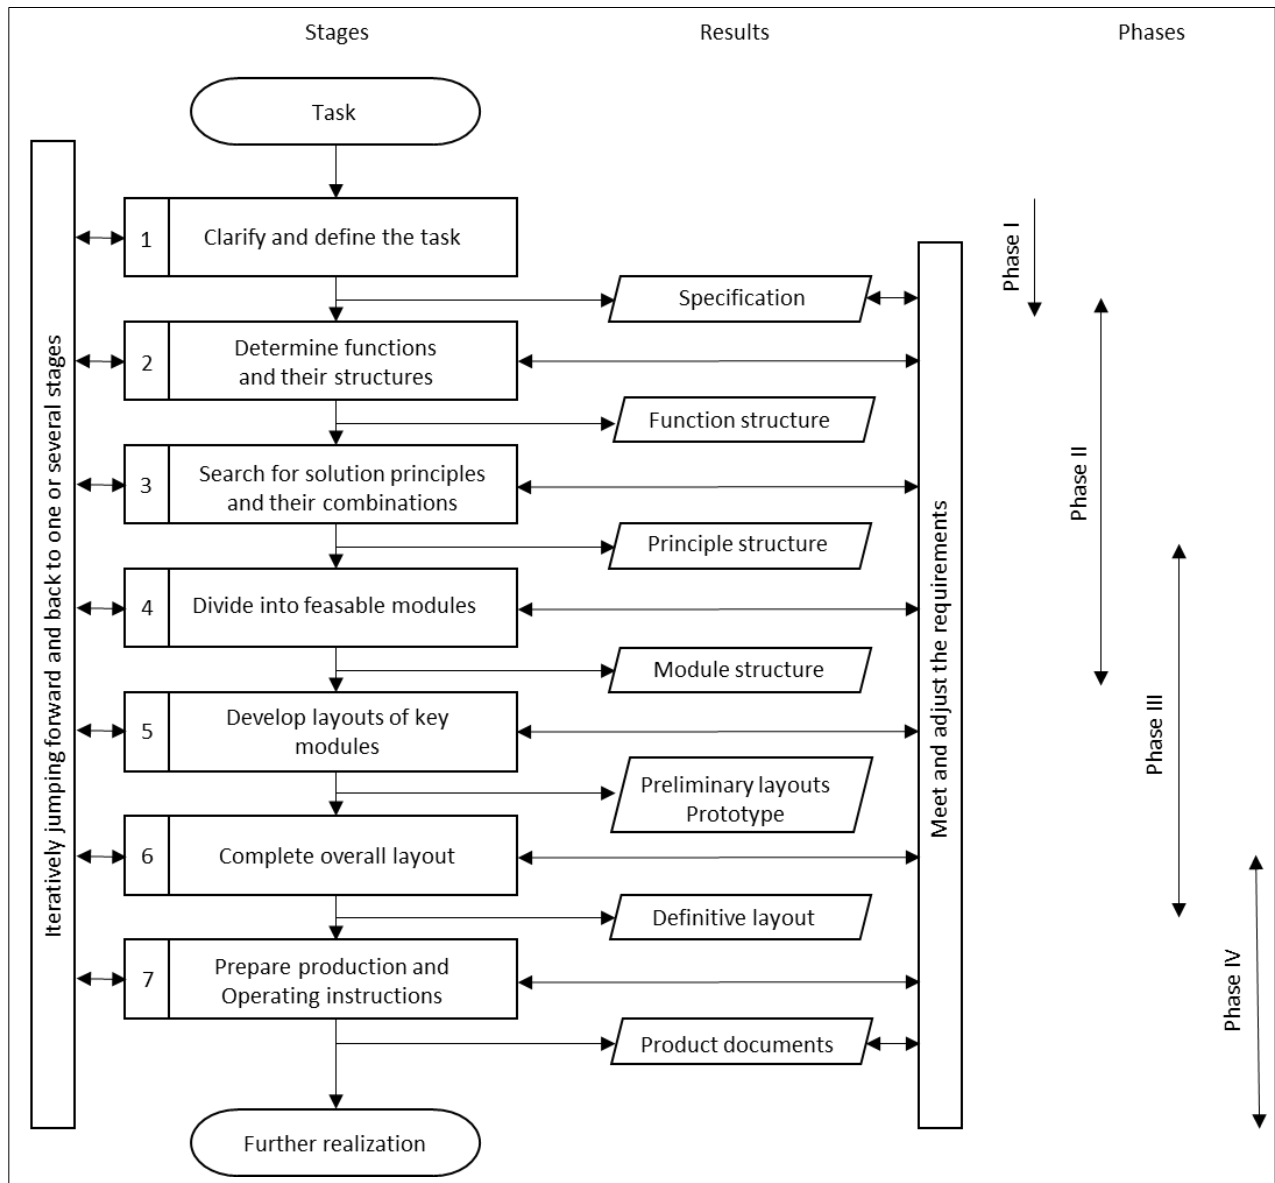 Stages
Results
Phases
Task
1
Clarify and define the task
Specification
2
Determine functions
and their structures
Function structure
3
Search for solution principles
and their combinations
Principle structure
4
Divide into feasable modules
Module structure
5
Develop layouts of key
modules
Preliminary layouts
Prototype
6
Complete overall layout
Definitive layout
7
Prepare production and
Operating instructions
Product documents
Further realization
Iteratively jumping forward and back to one or several stages
Meet and adjust the requirements
Phase I
Phase II
Phase III
Phase IV